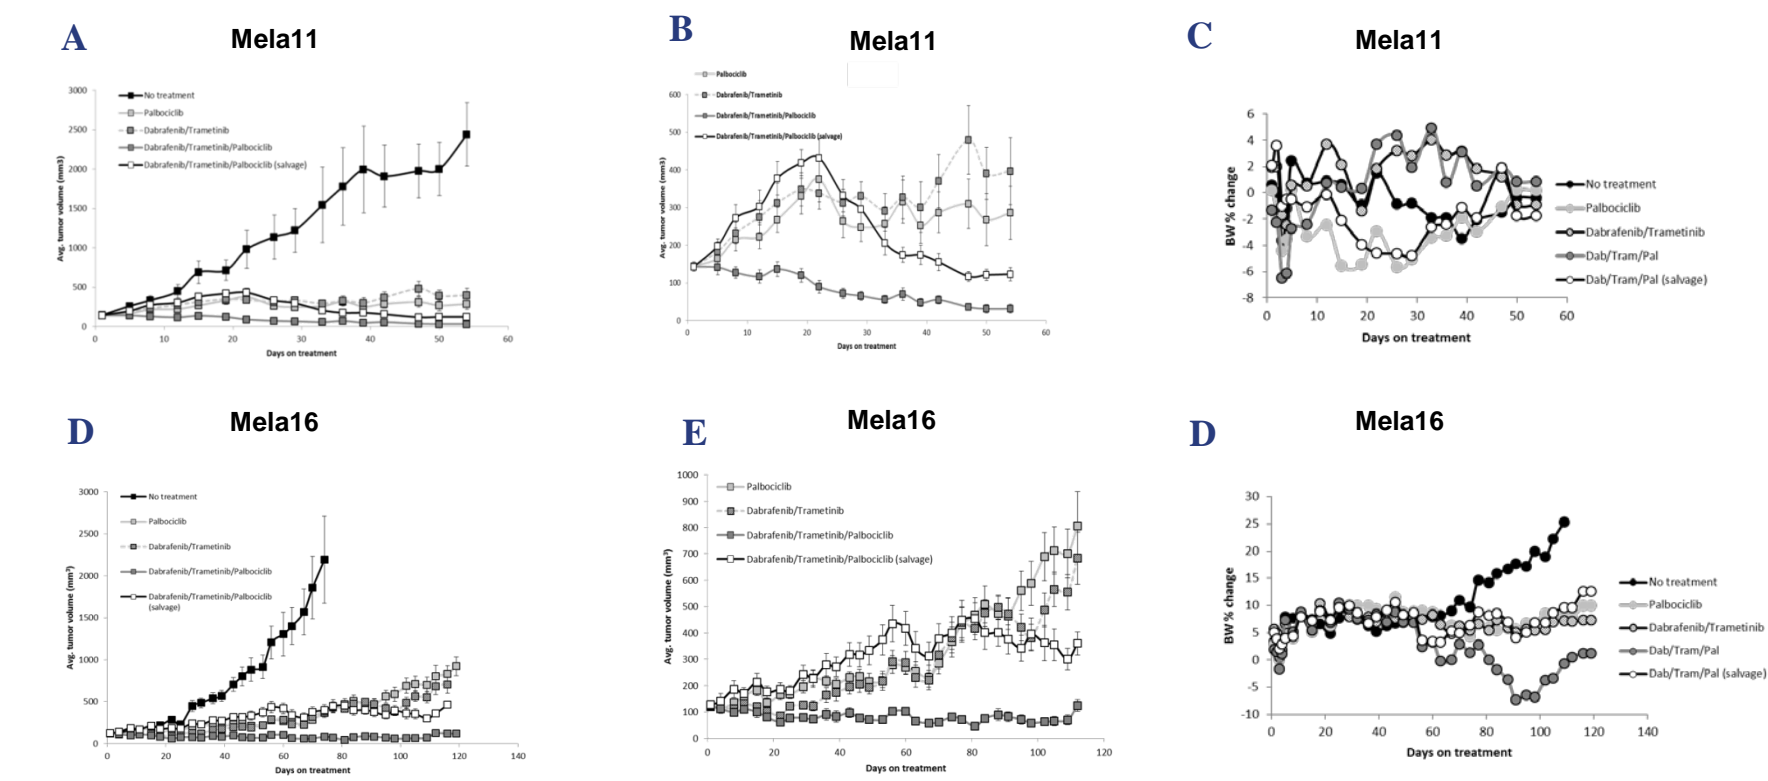 A
Mela11
3000
2500
2000
1500
1000
500
0
Avg. tumor volume (mm3)
No treatment
Palbociclib
Dabrafenib/Trametinib
Dabrafenib/Trametinib/Palbociclib
Dabrafenib/Trametinib/Palbociclib (salvage)
0 10 20 30 40 50 60
Days on treatment
B
Mela11
Palbociclib
Dabrafenib/Trametinib
Dabrafenib/Trametinib/Palbociclib
Dabrafenib/Trametinib/Palbociclib (salvage)
600
500
400
300
200
100
0
Avg. tumor volume (mm3)
0 10 20 30 40 50 60
Days on treatment
C
Mela11
6
4
2
0
-2
-4
-6
-8
BW % change
No treatment
Palbociclib
Dabrafenib/Trametinib
Dab/Tram/Pal
Dab/Tram/Pal (salvage)
0 10 20 30 40 50 60
Days on treatment
D
Mela16
3000
2500
2000
1500
1000
500
0
Avg. tumor volume (mm³)
No treatment
Palbociclib
Dabrafenib/Trametinib
Dabrafenib/Trametinib/Palbociclib
Dabrafenib/Trametinib/Palbociclib
(salvage)
0 20 40 60 80 100 120 140
Days on treatment
E
Mela16
1000
900
800
700
600
500
400
300
200
100
0
Avg. tumor volume (mm³)
Palbociclib
Dabrafenib/Trametinib
Dabrafenib/Trametinib/Palbociclib
Dabrafenib/Trametinib/Palbociclib (salvage)
0 20 40 60 80 100 120
Days on treatment
D
Mela16
30
25
20
15
10
5
0
-5
-10
BW % change
No treatment
Palbociclib
Dabrafenib/Trametinib
Dab/Tram/Pal
Dab/Tram/Pal (salvage)
0 20 40 60 80 100 120 140
Days on treatment